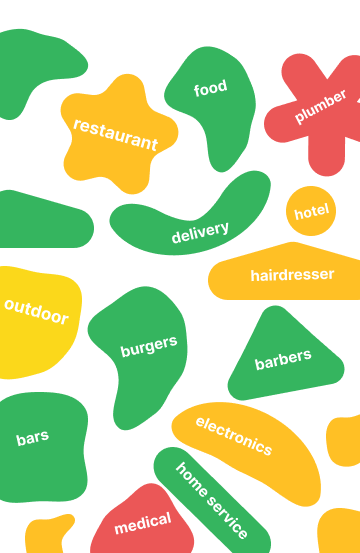 food
plumber
restaurant
hotel
delivery
hairdresser
outdoor
burgers
barbers
bars
electronics
home service
medical